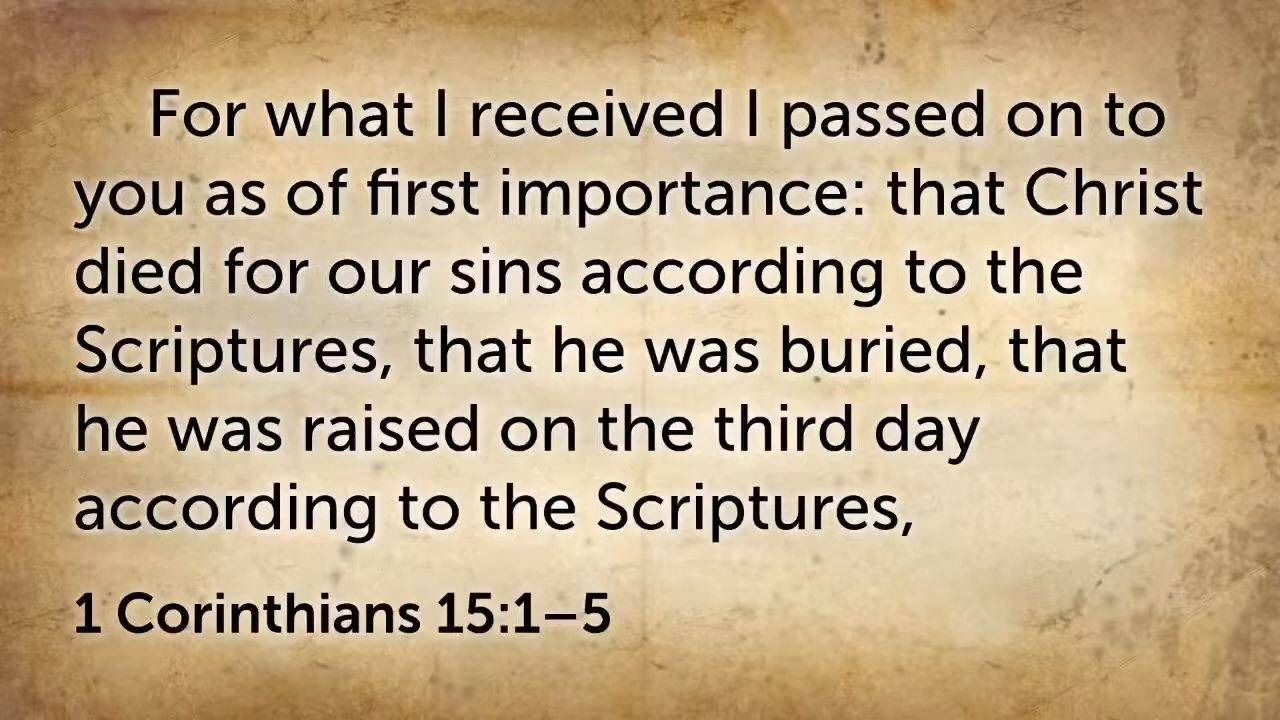 For what I received I passed on to
you as of first importance: that Christ
died for our sins according to the
Scriptures, that he was buried, that
he was raised on the third day
according to the Scriptures,
1 Corinthians 15:1–5